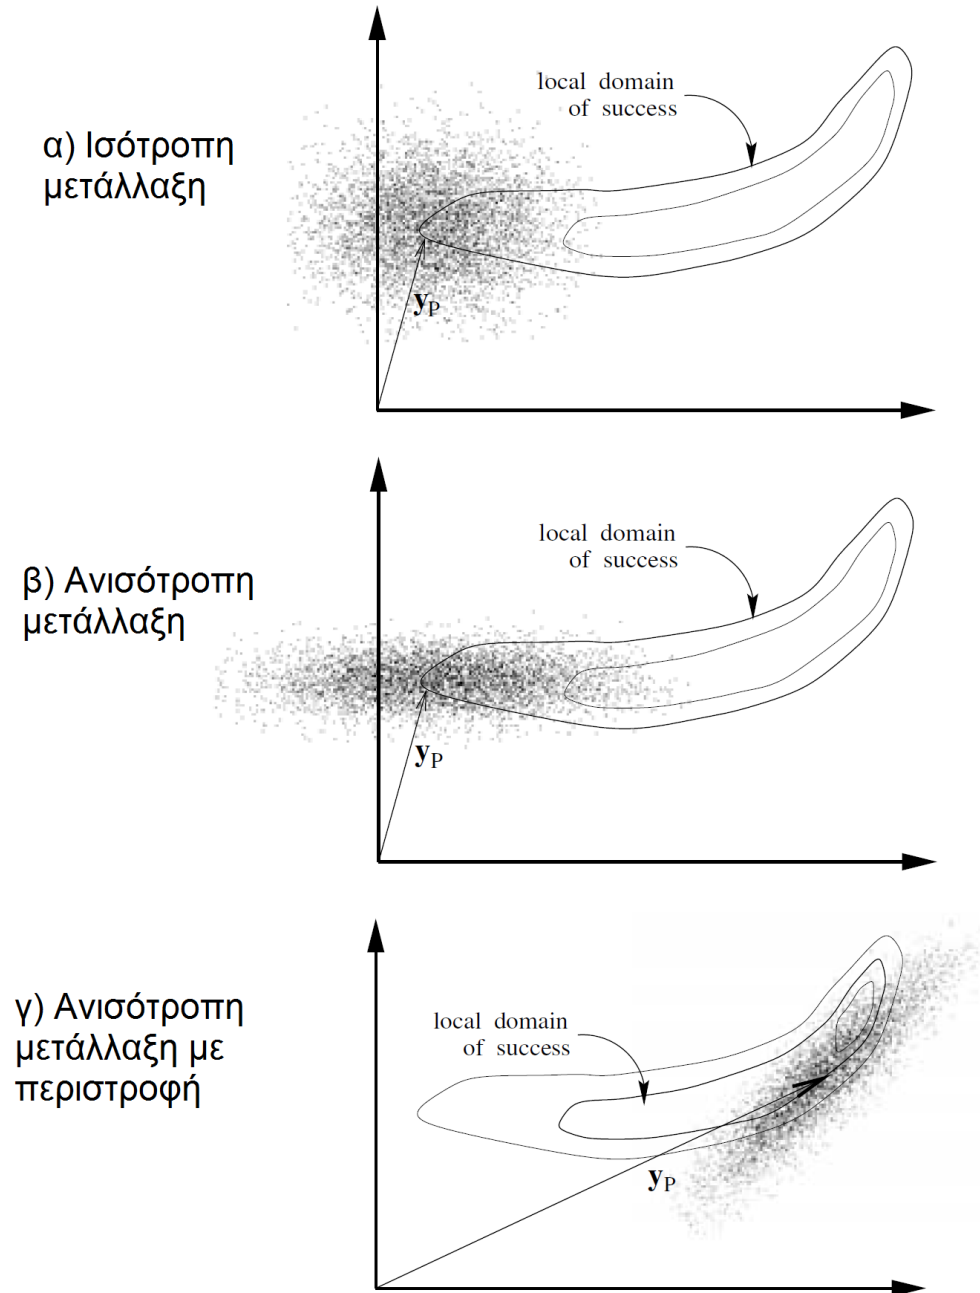 α) Ισότροπη
μετάλλαξη
local domain
of success
yP
β) Ανισότροπη
μετάλλαξη
local domain
of success
yP
γ) Ανισότροπη
μετάλλαξη με
περιστροφή
local domain
of success
yP